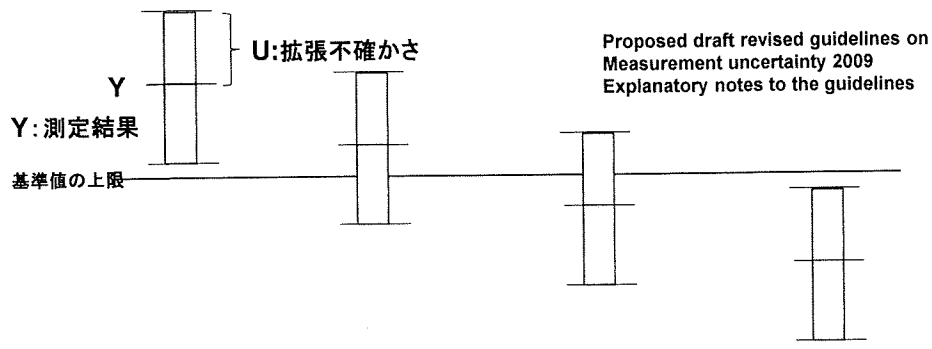 U:拡張不確かさ
Proposed draft revised guidelines on
Measurement uncertainty 2009
Explanatory notes to the guidelines
Y
Y:測定結果
基準値の上限